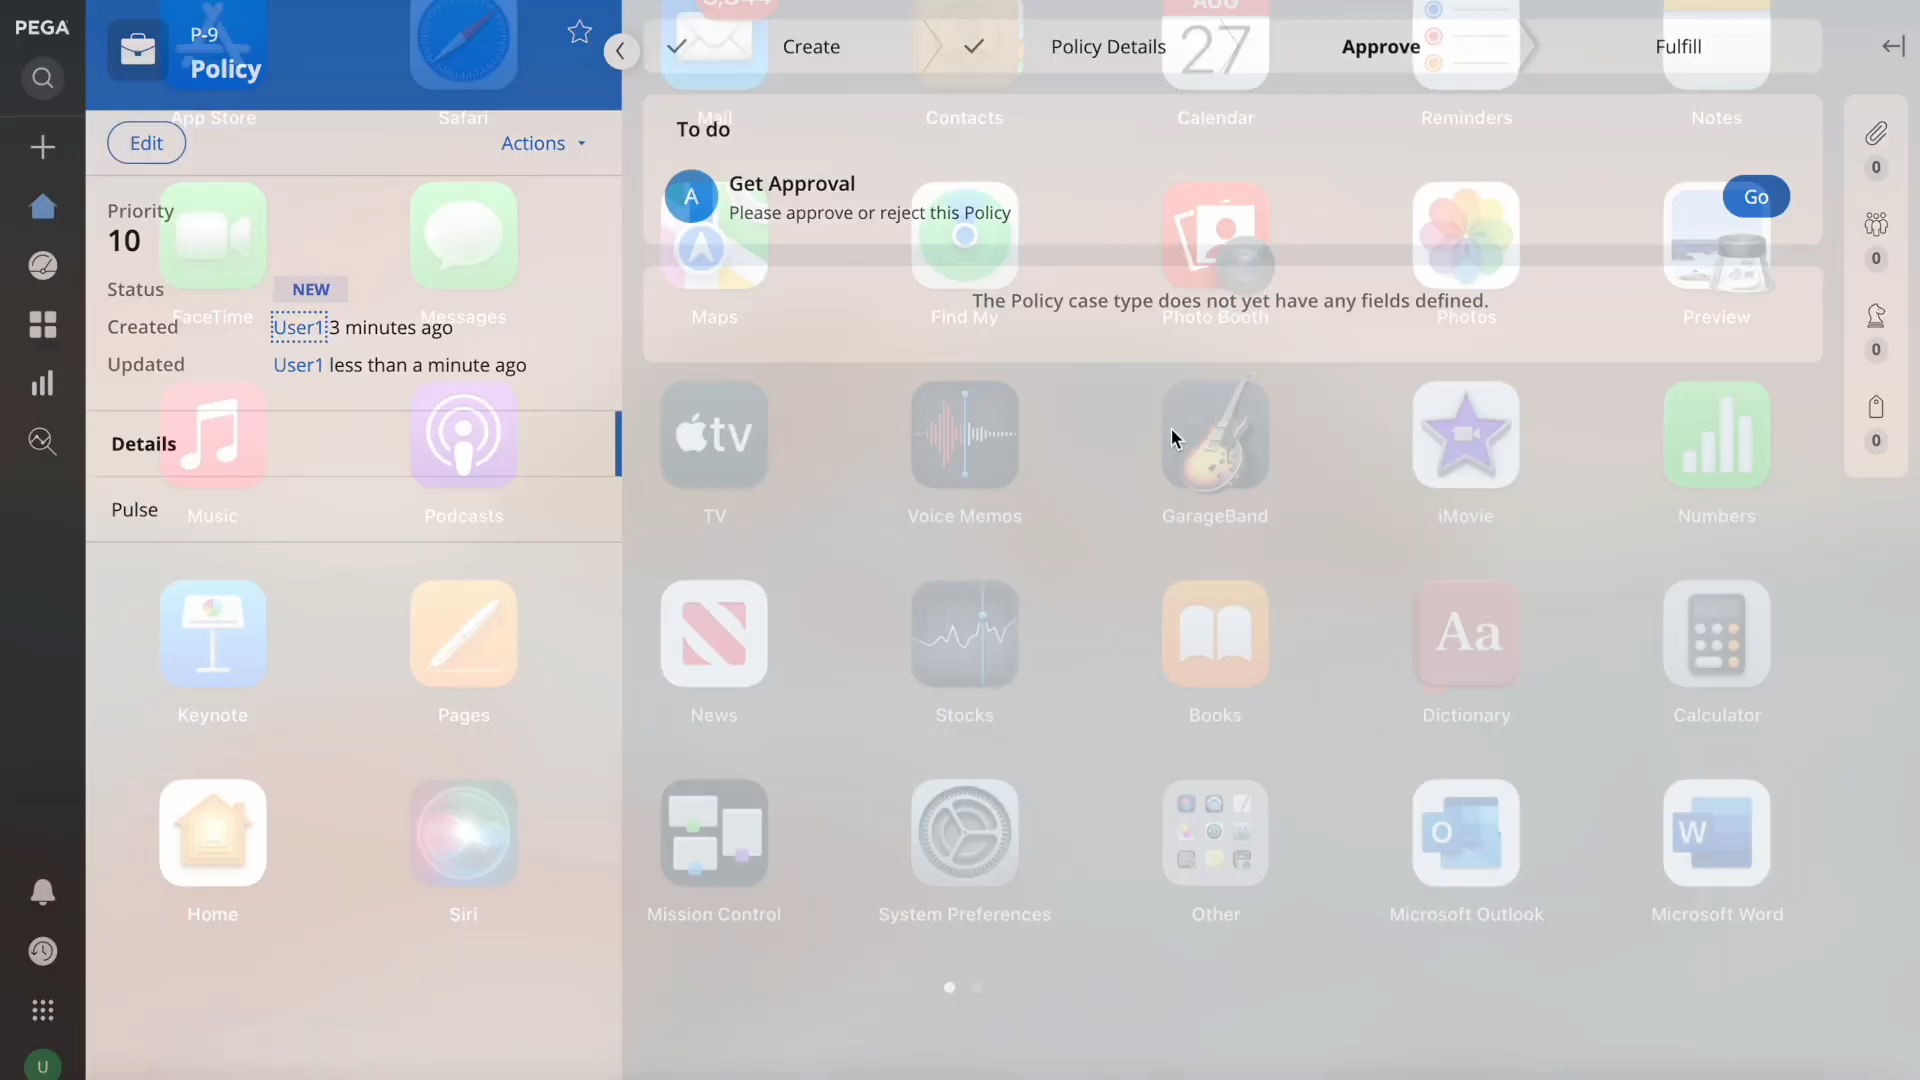 PEGA
P-9
Policy
Create
Policy Details
Approve
Fulfill
AUG
27
App Store
Safari
Mail
Contacts
Calendar
Reminders
Notes
Edit
Actions
To do
A
Get Approval
Please approve or reject this Policy
Go
0
Priority
10
0
Status
NEW
The Policy case type does not yet have any fields defined.
FaceTime
Messages
Maps
Find My
Photo Booth
Photos
Preview
Created
User1 3 minutes ago
0
Updated
User1 less than a minute ago
Details
tv
0
Pulse
Music
Podcasts
TV
Voice Memos
GarageBand
iMovie
Numbers
Aa
Keynote
Pages
News
Stocks
Books
Dictionary
Calculator
O
W
Home
Siri
Mission Control
System Preferences
Other
Microsoft Outlook
Microsoft Word
U